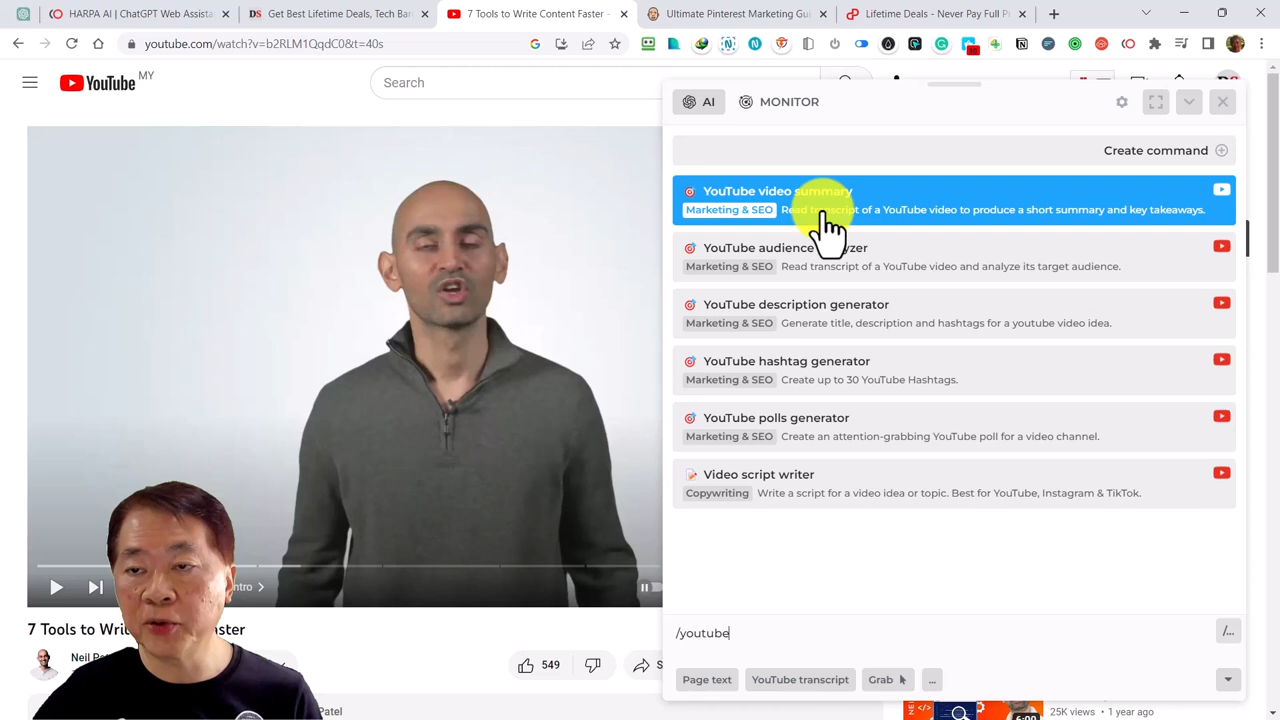 HARPA AI | ChatGPT Web Assista
Get Best Lifetime Deals, Tech Bar
7 Tools to Write Content Faster -
Ultimate Pinterest Marketing Gu
Lifetime Deals - Never Pay Full P
youtube.com/watch?v=b2RLM1QqdC0&t=40
YouTube MY
Search
AI
MONITOR
Create command
YouTube video summary
Marketing & SEO Read transcript of a YouTube video to produce a short summary and key takeaways.
YouTube audience
Marketing & SEO Read transcript of a YouTube video and analyze its target audience.
YouTube description generator
Marketing & SEO Generate title, description and hashtags for a youtube video idea.
YouTube hashtag generator
Marketing & SEO Create up to 30 YouTube Hashtags.
YouTube polls generator
Marketing & SEO Create an attention-grabbing YouTube poll for a video channel.
Video script writer
Copywriting Write a script for a video idea or topic. Best for YouTube, Instagram & TikTok.
/youtube
/...
Page text
YouTube transcript
Grab
...
7 Tools to
Neil
549
25K views • 1 year ago
6:00